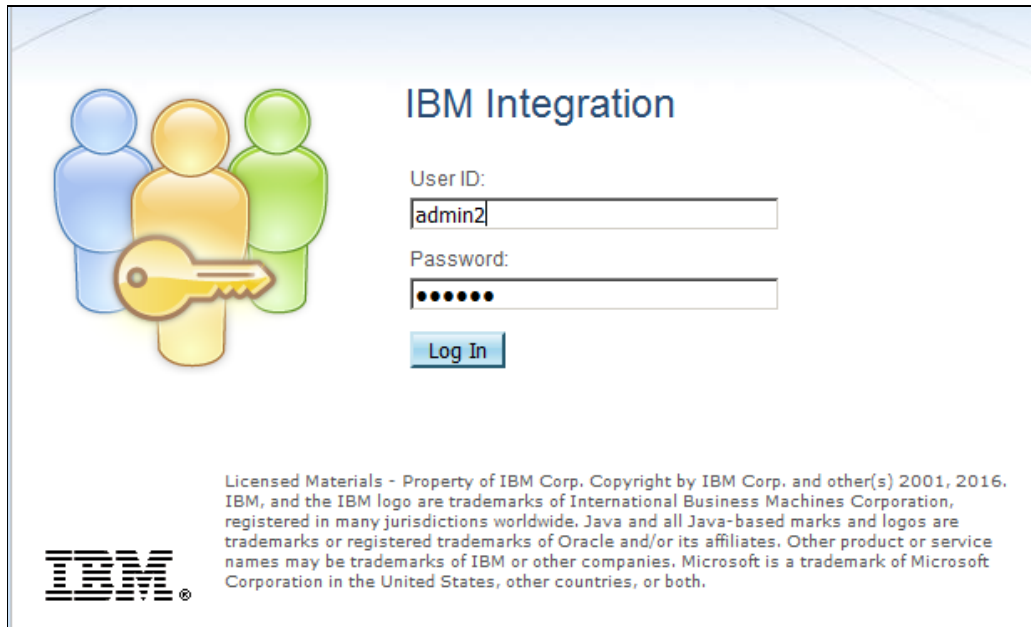 IBM Integration
User ID:
admin2
Password:
●●●●●●
Log In
Licensed Materials - Property of IBM Corp. Copyright by IBM Corp. and other(s) 2001, 2016.
IBM, and the IBM logo are trademarks of International Business Machines Corporation,
registered in many jurisdictions worldwide. Java and all Java-based marks and logos are
trademarks or registered trademarks of Oracle and/or its affiliates. Other product or service
names may be trademarks of IBM or other companies. Microsoft is a trademark of Microsoft
Corporation in the United States, other countries, or both.
IBM®